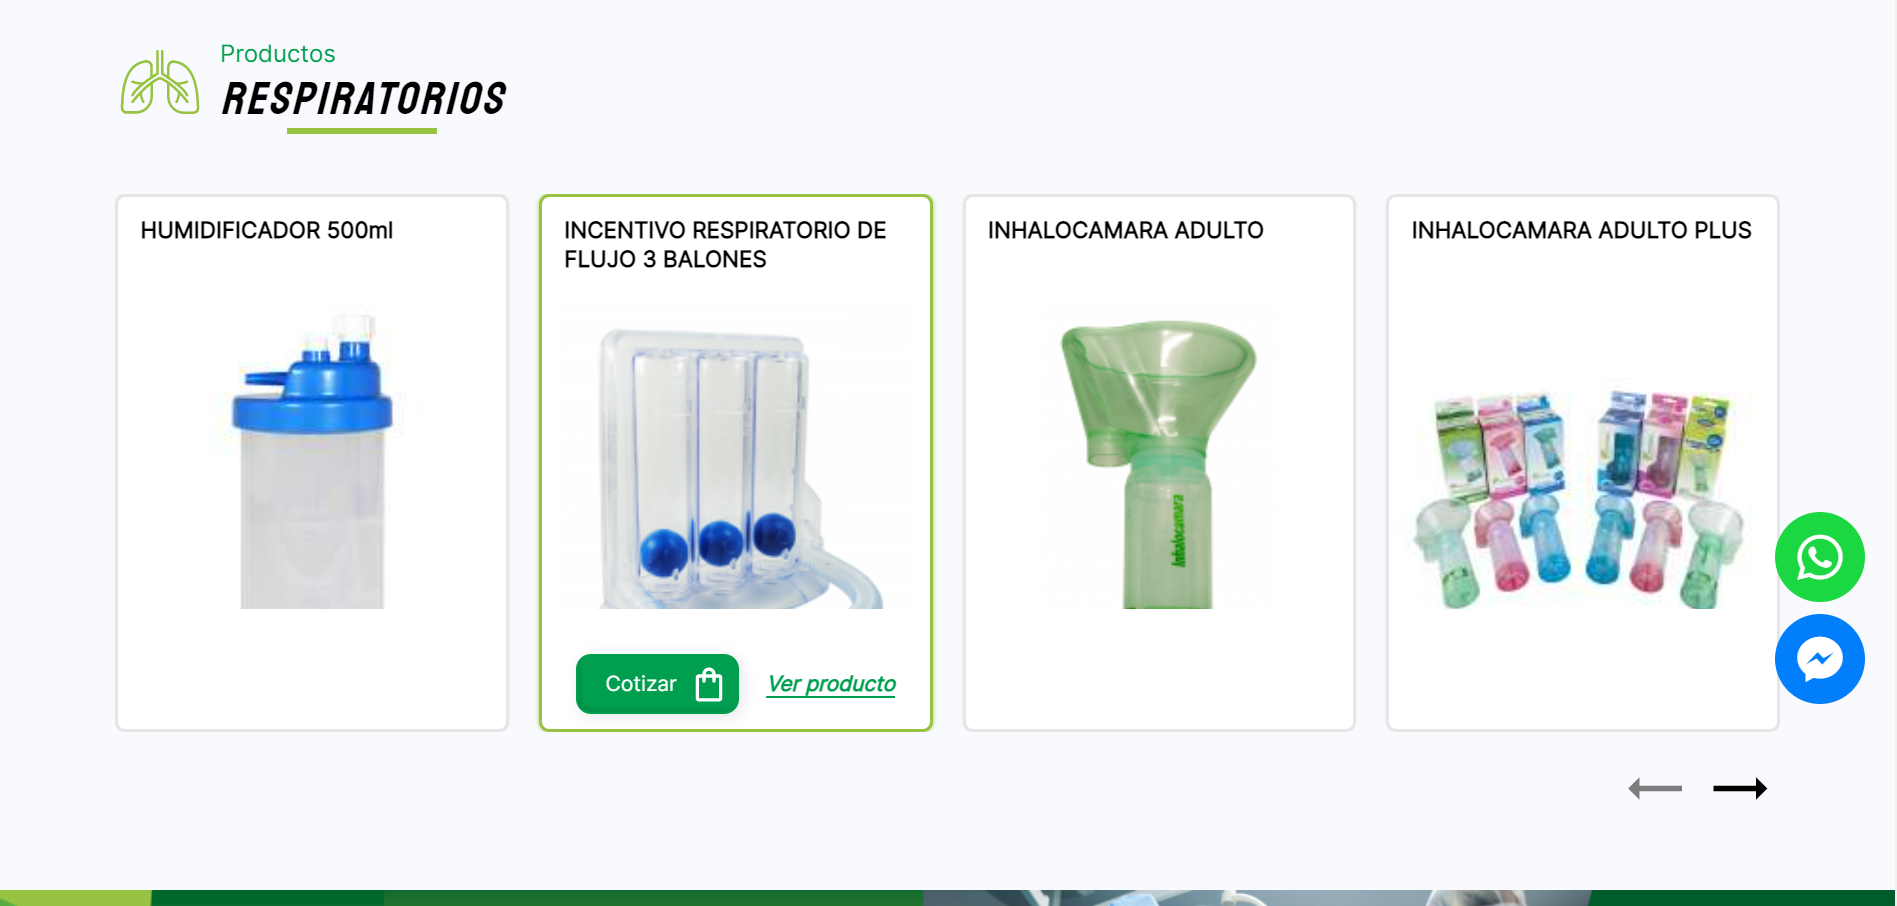 Productos
RESPIRATORIOS
HUMIDIFICADOR 500ml
INCENTIVO RESPIRATORIO DE
FLUJO 3 BALONES
INHALOCAMARA ADULTO
INHALOCAMARA ADULTO PLUS
Inhalocamara
Cotizar
Ver producto